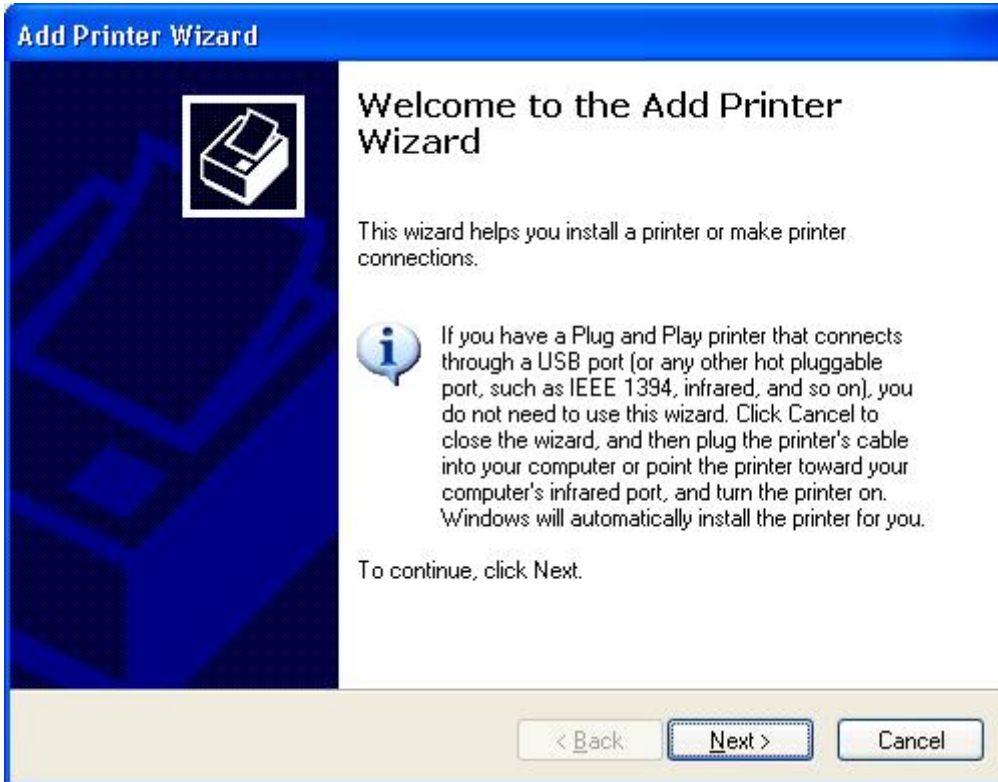 Add Printer Wizard
Welcome to the Add Printer
Wizard
This wizard helps you install a printer or make printer
connections.
If you have a Plug and Play printer that connects
through a USB port (or any other hot pluggable
port, such as IEEE 1394, infrared, and so on), you
do not need to use this wizard. Click Cancel to
close the wizard, and then plug the printer's cable
into your computer or point the printer toward your
computer's infrared port, and turn the printer on.
Windows will automatically install the printer for you.
To continue, click Next.
< Back
Next >
Cancel